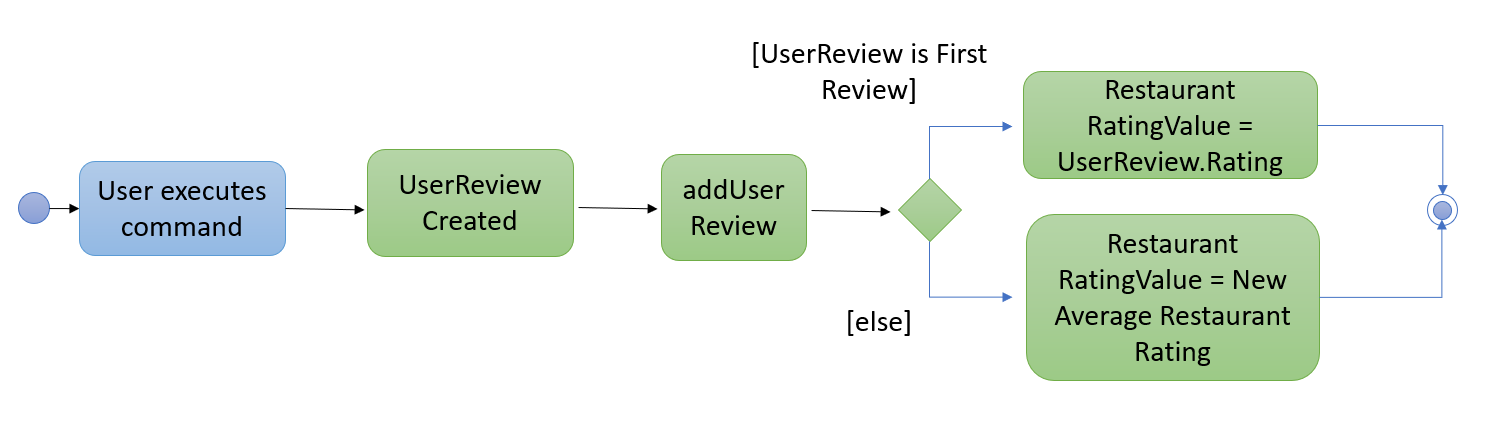 User executes
command
UserReview
Created
addUser
Review
[UserReview is First
Review]
[else]
Restaurant
RatingValue =
UserReview.Rating
Restaurant
RatingValue = New
Average Restaurant
Rating